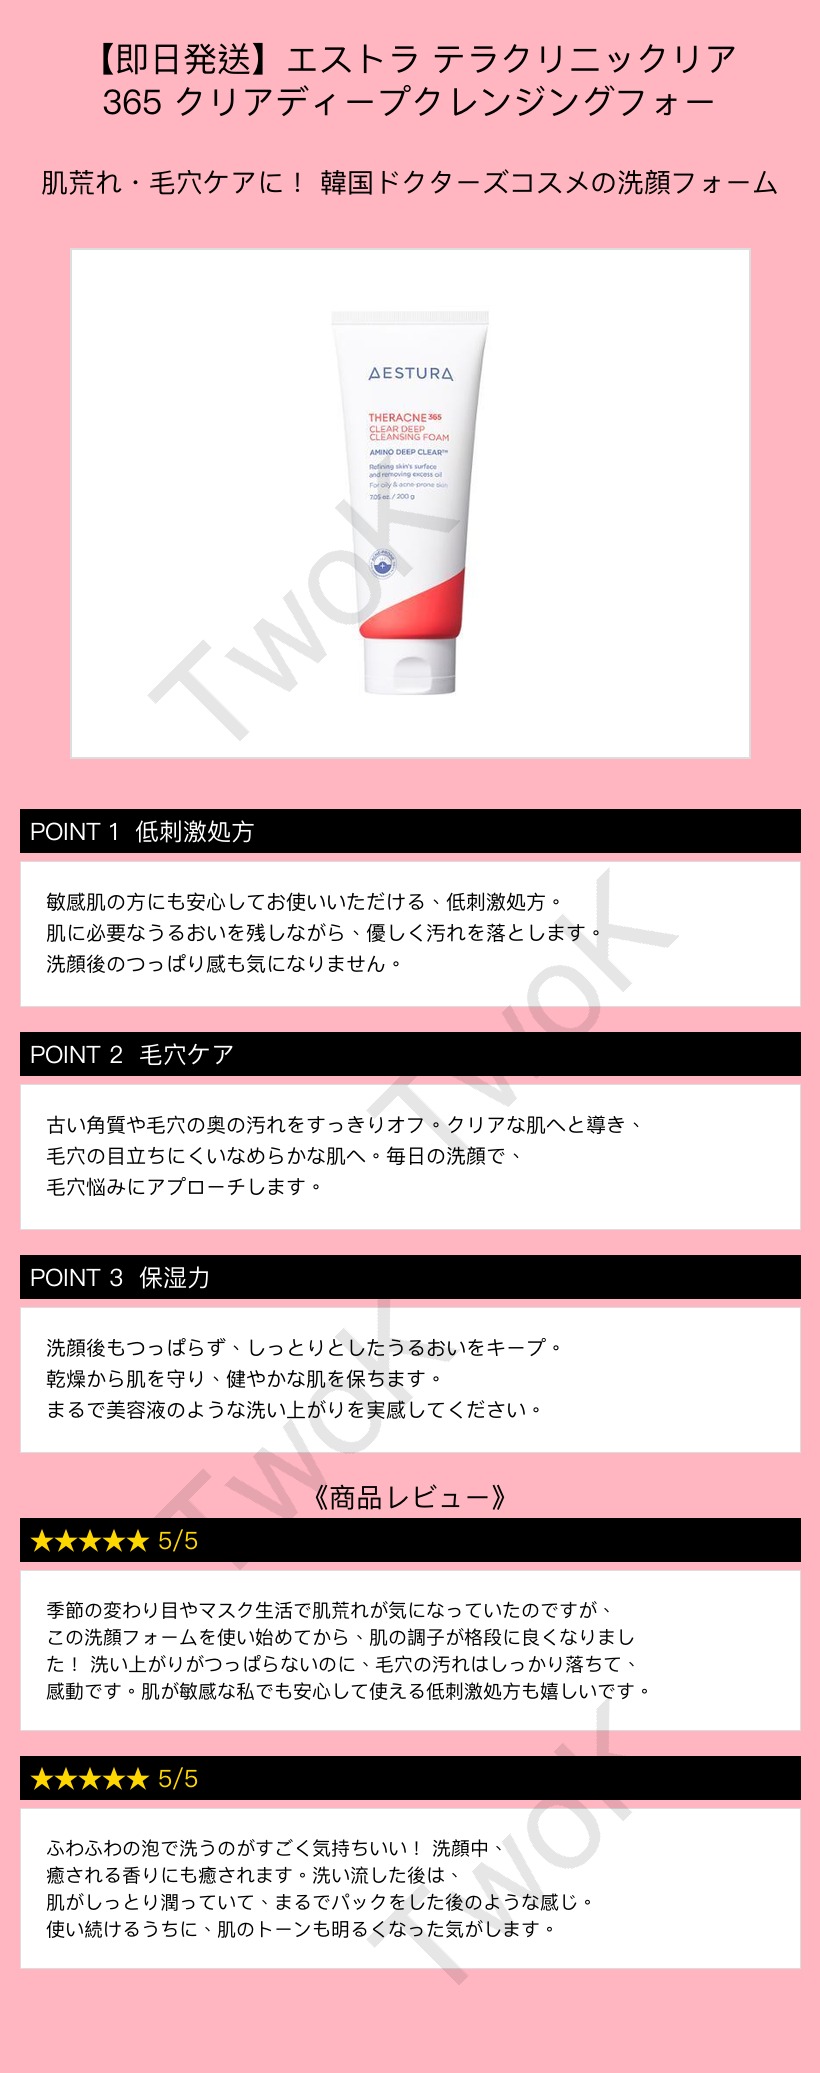 【即日発送】エストラ テラクリニックリア
365 クリアディープクレンジングフォー
肌荒れ・毛穴ケアに！ 韓国ドクターズコスメの洗顔フォーム
AESTURA
THERACNE365
CLEAR DEEP
CLEANSING FOAM
AMINO DEEP CLEAR™
Refining skin's surface
and removing excess oil
For oily & acne-prone skin
7.05 oz. / 200 g
TwoK
POINT 1 低刺激処方
敏感肌の方にも安心してお使いいただける、低刺激処方。
肌に必要なうるおいを残しながら、優しく汚れを落とします。
洗顔後のつっぱり感も気になりません。
TwoK
POINT 2 毛穴ケア
古い角質や毛穴の奥の汚れをすっきりオフ。クリアな肌へと導き、
毛穴の目立ちにくいなめらかな肌へ。毎日の洗顔で、
毛穴悩みにアプローチします。
POINT 3 保湿力
洗顔後もつっぱらず、しっとりとしたうるおいをキープ。
乾燥から肌を守り、健やかな肌を保ちます。
まるで美容液のような洗い上がりを実感してください。
TwoK
《商品レビュー》
★★★★★ 5/5
季節の変わり目やマスク生活で肌荒れが気になっていたのですが、
この洗顔フォームを使い始めてから、肌の調子が格段に良くなりまし
た！ 洗い上がりがつっぱらないのに、毛穴の汚れはしっかり落ちて、
感動です。肌が敏感な私でも安心して使える低刺激処方も嬉しいです。
★★★★★ 5/5
ふわふわの泡で洗うのがすごく気持ちいい！ 洗顔中、
癒される香りにも癒されます。洗い流した後は、
肌がしっとり潤っていて、まるでパックをした後のような感じ。
使い続けるうちに、肌のトーンも明るくなった気がします。
TwoK